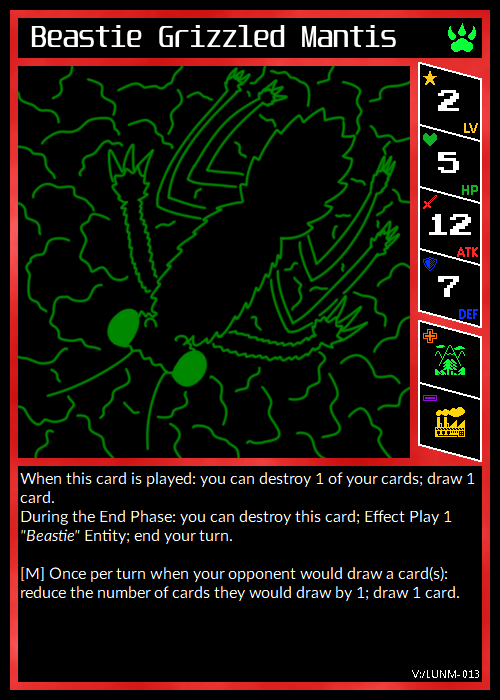 Beastie Grizzled Mantis
2
LV
5
HP
12
ATK
7
DEF
When this card is played: you can destroy 1 of your cards; draw 1
card.
During the End Phase: you can destroy this card; Effect Play 1
"Beastie" Entity; end your turn.
[M] Once per turn when your opponent would draw a card(s):
reduce the number of cards they would draw by 1; draw 1 card.
V:/LUNM-013